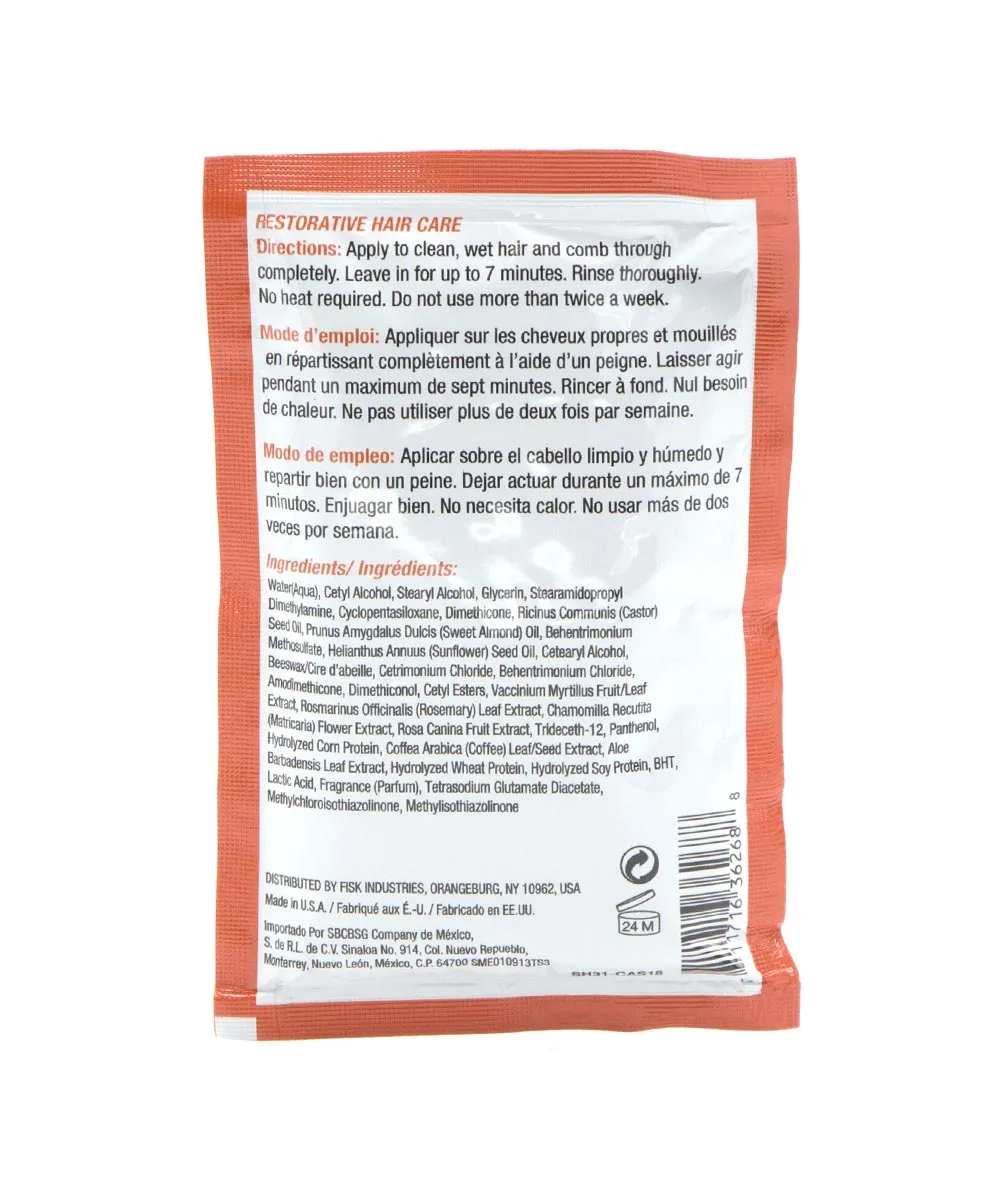 RESTORATIVE HAIR CARE
Directions: Apply to clean, wet hair and comb through
completely. Leave in for up to 7 minutes. Rinse thoroughly.
No heat required. Do not use more than twice a week.
Mode d'emploi: Appliquer sur les cheveux propres et mouillés
en répartissant complètement à l'aide d'un peigne. Laisser agir
pendant un maximum de sept minutes. Rincer à fond. Nul besoin
de chaleur. Ne pas utiliser plus de deux fois par semaine.
Modo de empleo: Aplicar sobre el cabello limpio y húmedo y
repartir bien con un peine. Dejar actuar durante un máximo de 7
minutos. Enjuagar bien. No necesita calor. No usar más de dos
veces por semana.
Ingredients/ Ingrédients:
Water(Aqua), Cetyl Alcohol, Stearyl Alcohol, Glycerin, Stearamidopropyl
Dimethylamine, Cyclopentasiloxane, Dimethicone, Ricinus Communis (Castor)
Seed Oil, Prunus Amygdalus Dulcis (Sweet Almond) Oil, Behentrimonium
Methosulfate, Helianthus Annuus (Sunflower) Seed Oil, Cetearyl Alcohol,
Beeswax/Cire d'abeille, Cetrimonium Chloride, Behentrimonium Chloride,
Amodimethicone, Dimethiconol, Cetyl Esters, Vaccinium Myrtillus Fruit/Leaf
Extract, Rosmarinus Officinalis (Rosemary) Leaf Extract, Chamomilla Recutita
(Matricaria) Flower Extract, Rosa Canina Fruit Extract, Trideceth-12, Panthenol,
Hydrolyzed Corn Protein, Coffea Arabica (Coffee) Leaf/Seed Extract, Aloe
Barbadensis Leaf Extract, Hydrolyzed Wheat Protein, Hydrolyzed Soy Protein, BHT,
Lactic Acid, Fragrance (Parfum), Tetrasodium Glutamate Diacetate,
Methylchloroisothiazolinone, Methylisothiazolinone
DISTRIBUTED BY FISK INDUSTRIES, ORANGEBURG, NY 10962, USA
Made in U.S.A. / Fabriqué aux É.-U. / Fabricado en EE.UU.
Importado Por SBCBSG Company de México,
S. de R.L. de C.V. Sinaloa No. 914, Col. Nuevo Repueblo,
Monterrey, Nuevo León, México, C.P. 64700 SME010913TS3
24 M
SH31-CAS18
36268 8